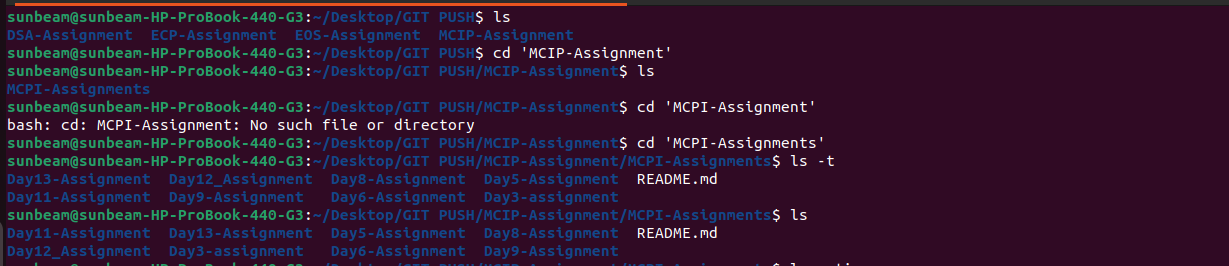 sunbeam@sunbeam-HP-ProBook-440-G3:~/Desktop/GIT PUSH$ ls
DSA-Assignment  ECP-Assignment  EOS-Assignment  MCIP-Assignment
sunbeam@sunbeam-HP-ProBook-440-G3:~/Desktop/GIT PUSH$ cd 'MCIP-Assignment'
sunbeam@sunbeam-HP-ProBook-440-G3:~/Desktop/GIT PUSH/MCIP-Assignment$ ls
MCPI-Assignments
sunbeam@sunbeam-HP-ProBook-440-G3:~/Desktop/GIT PUSH/MCIP-Assignment$ cd 'MCPI-Assignment'
bash: cd: MCPI-Assignment: No such file or directory
sunbeam@sunbeam-HP-ProBook-440-G3:~/Desktop/GIT PUSH/MCIP-Assignment$ cd 'MCPI-Assignments'
sunbeam@sunbeam-HP-ProBook-440-G3:~/Desktop/GIT PUSH/MCIP-Assignment/MCPI-Assignments$ ls -t
Day13-Assignment  Day12_Assignment  Day8-Assignment  Day5-Assignment  README.md
Day11-Assignment  Day9-Assignment  Day6-Assignment  Day3-assignment
sunbeam@sunbeam-HP-ProBook-440-G3:~/Desktop/GIT PUSH/MCIP-Assignment/MCPI-Assignments$ ls
Day11-Assignment  Day13-Assignment  Day5-Assignment  Day8-Assignment  README.md
Day12_Assignment  Day3-assignment  Day6-Assignment  Day9-Assignment